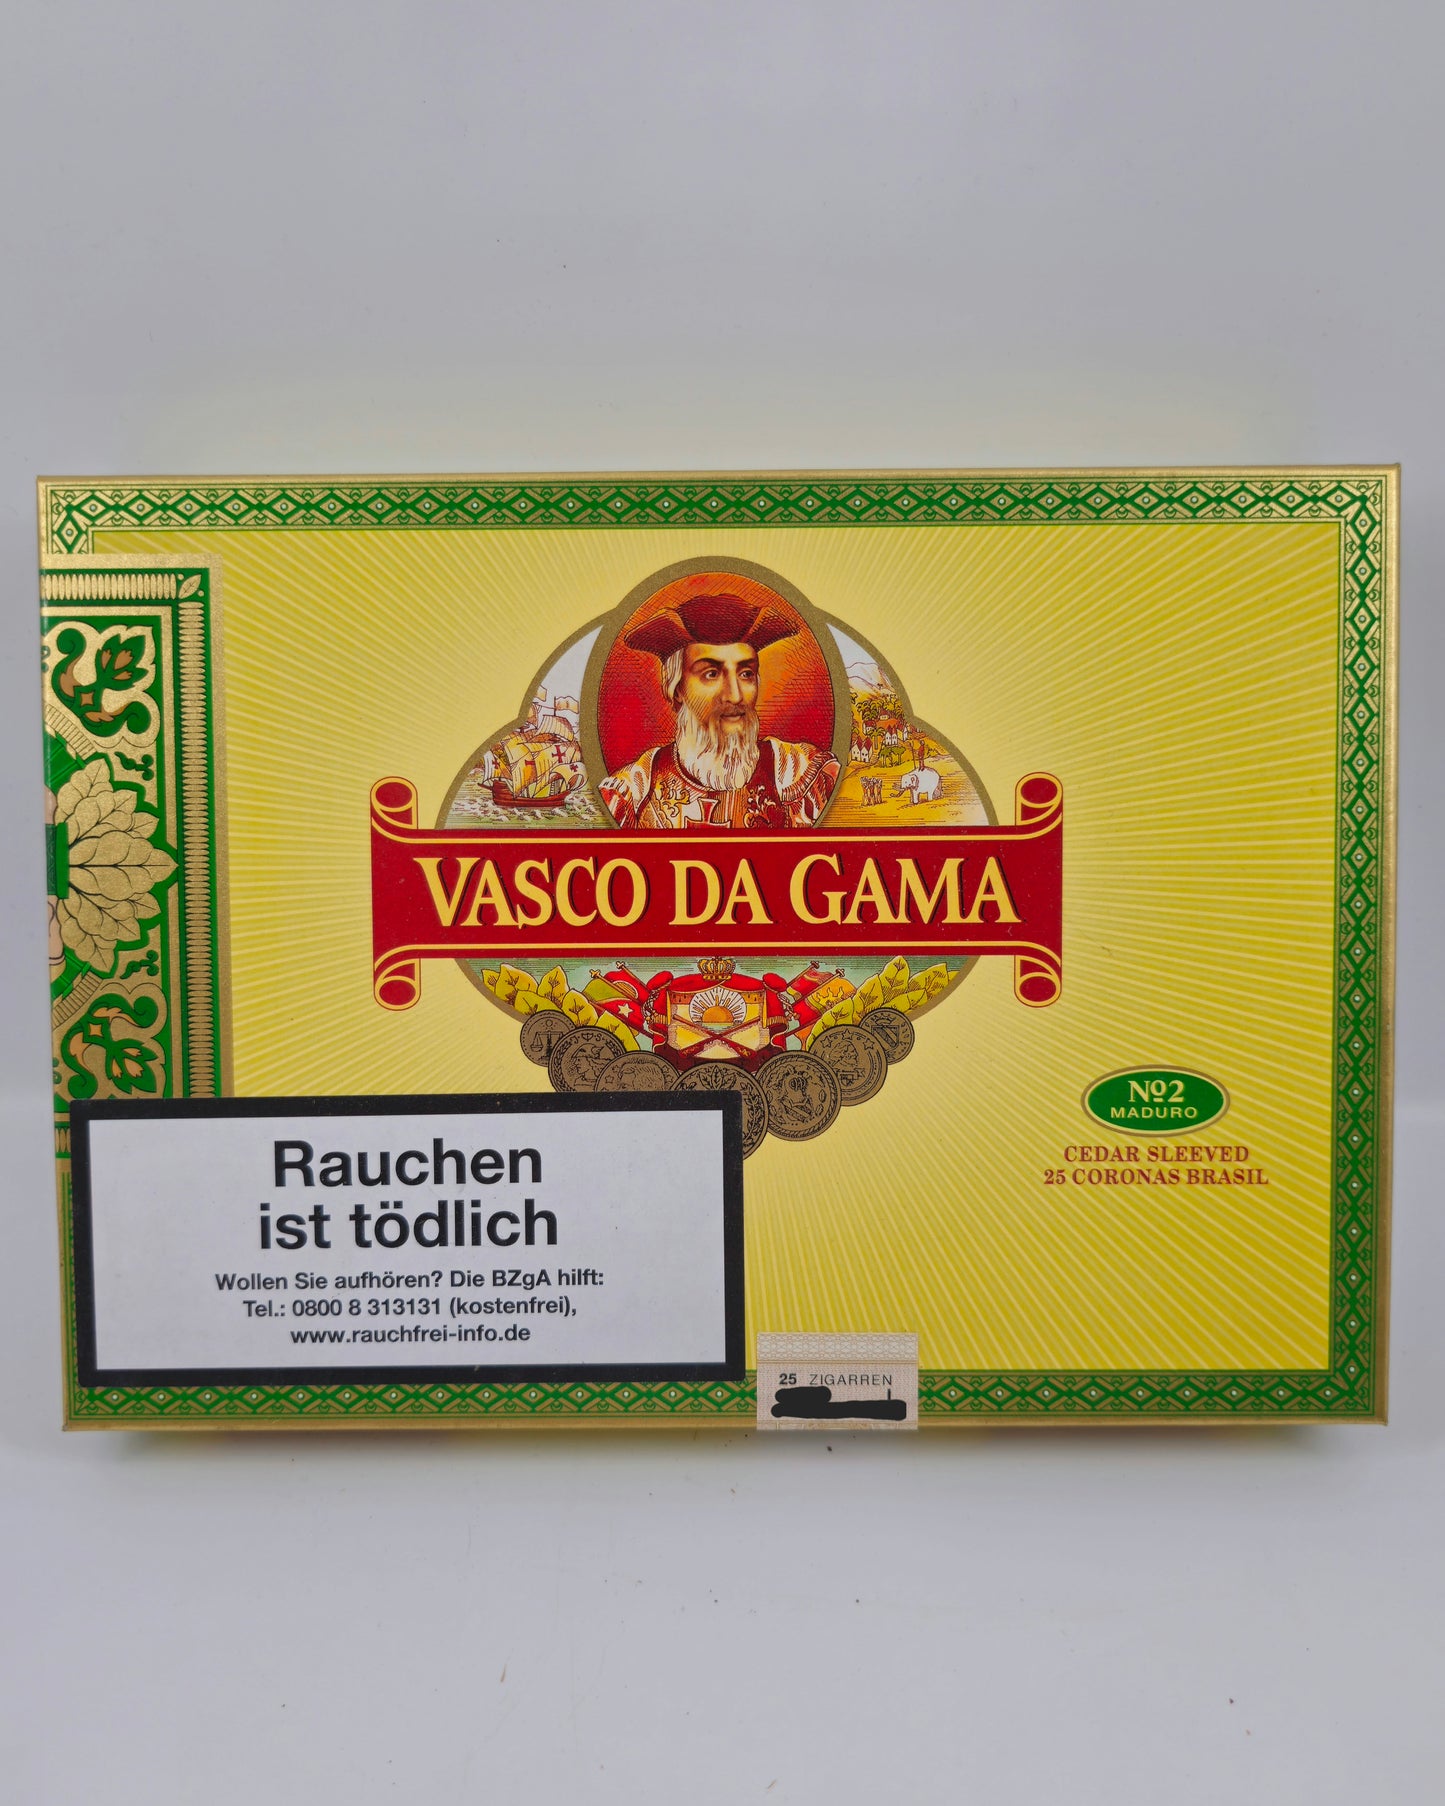 VASCO DA GAMA
Nº2
MADURO
CEDAR SLEEVED
25 CORONAS BRASIL
Rauchen
ist tödlich
Wollen Sie aufhören? Die BZgA hilft:
Tel.: 0800 8 313131 (kostenfrei),
www.rauchfrei-info.de
25 ZIGARREN